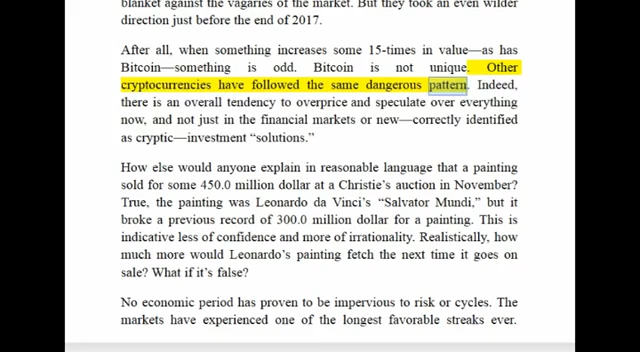 blanket against the vagaries of the market. But they took an even wilder
direction just before the end of 2017.
After all, when something increases some 15-times in value—as has
Bitcoin—something is odd. Bitcoin is not unique. Other
cryptocurrencies have followed the same dangerous pattern. Indeed,
there is an overall tendency to overprice and speculate over everything
now, and not just in the financial markets or new—correctly identified
as cryptic—investment “solutions.”
How else would anyone explain in reasonable language that a painting
sold for some 450.0 million dollar at a Christie’s auction in November?
True, the painting was Leonardo da Vinci’s “Salvator Mundi,” but it
broke a previous record of 300.0 million dollar for a painting. This is
indicative less of confidence and more of irrationality. Realistically, how
much more would Leonardo’s painting fetch the next time it goes on
sale? What if it’s false?
No economic period has proven to be impervious to risk or cycles. The
markets have experienced one of the longest favorable streaks ever.